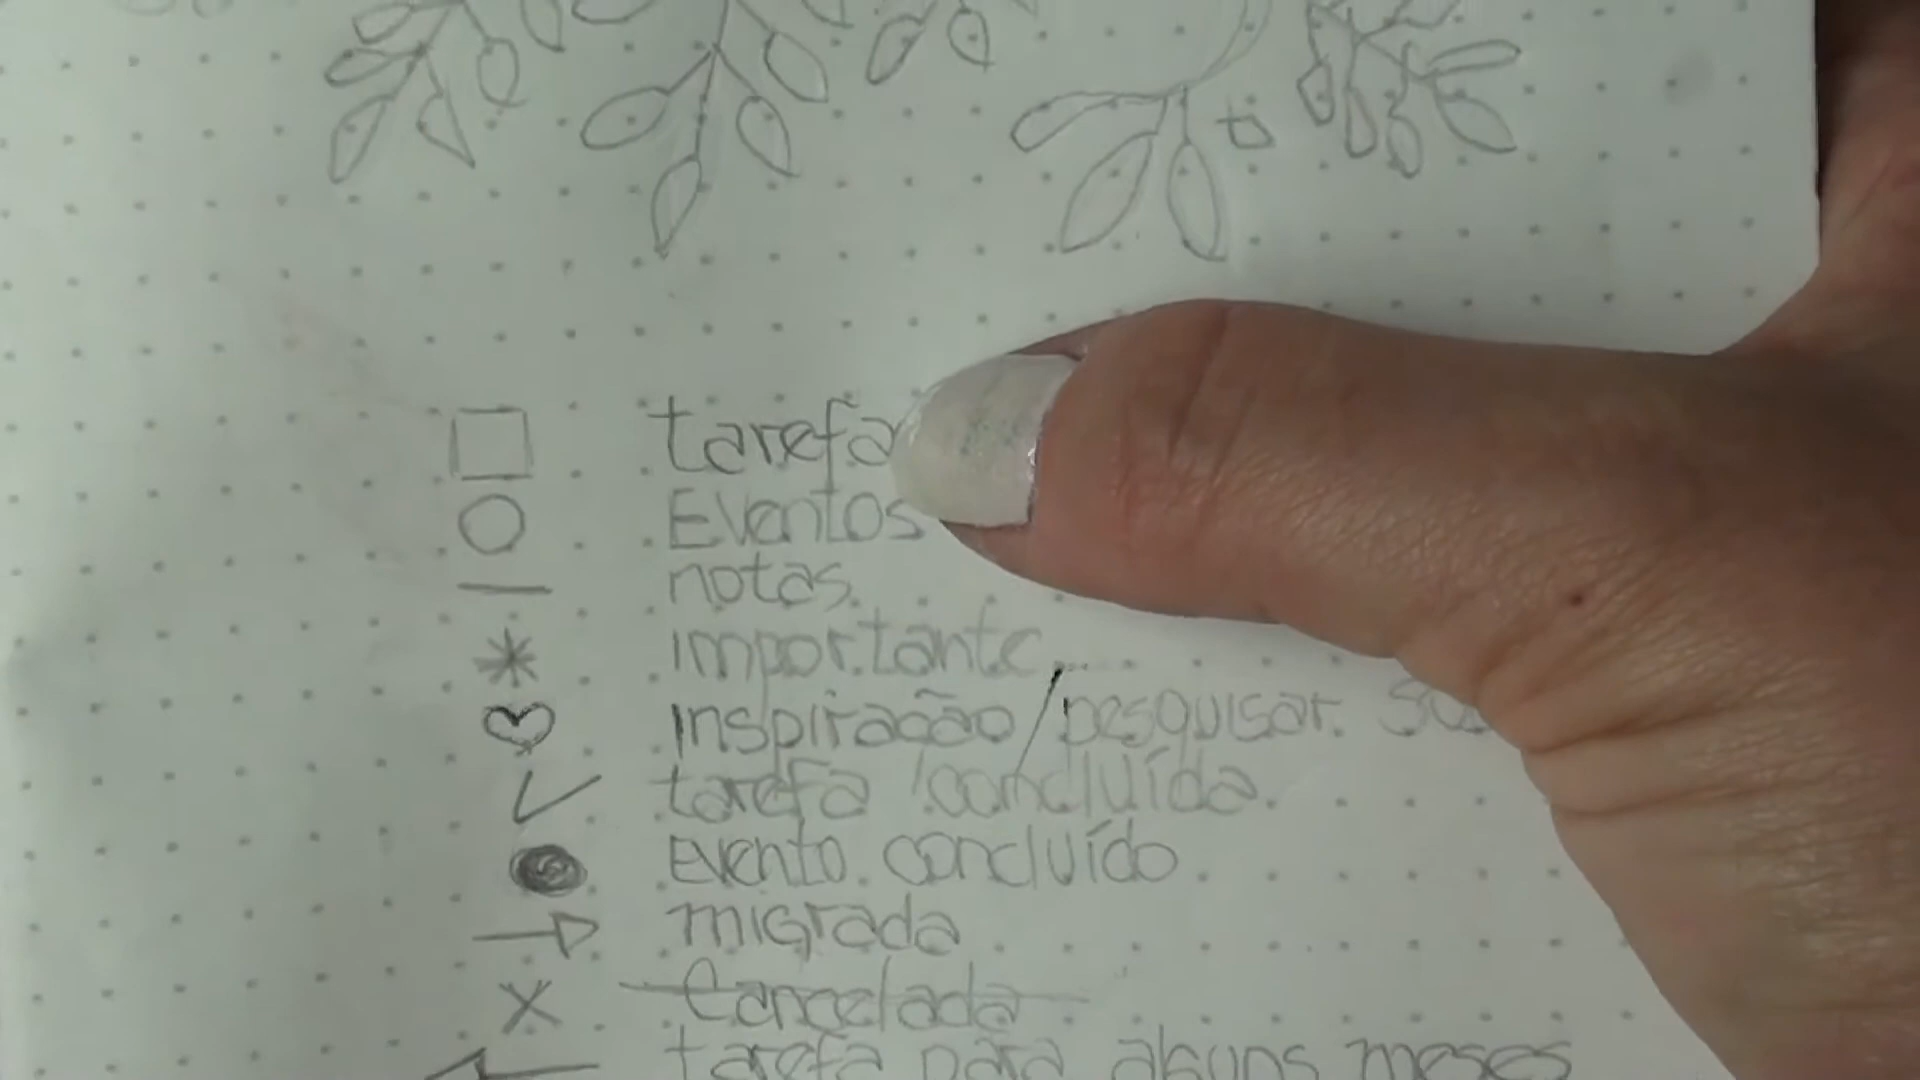 tarefa
Eventos
notas
importante
inspiração/pesquisar.
tarefa concluída.
Evento concluído
migrada
Cancelada
tarefa para alguns meses